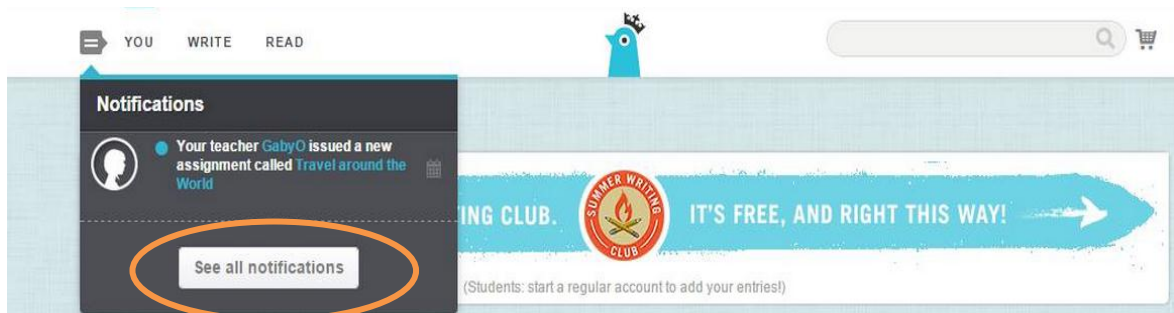 YOU WRITE READ
Notifications
Your teacher GabyO issued a new
assignment called Travel around the
World
See all notifications
ING CLUB.
SUMMER WRITING
CLUB
IT'S FREE, AND RIGHT THIS WAY!
(Students: start a regular account to add your entries!)